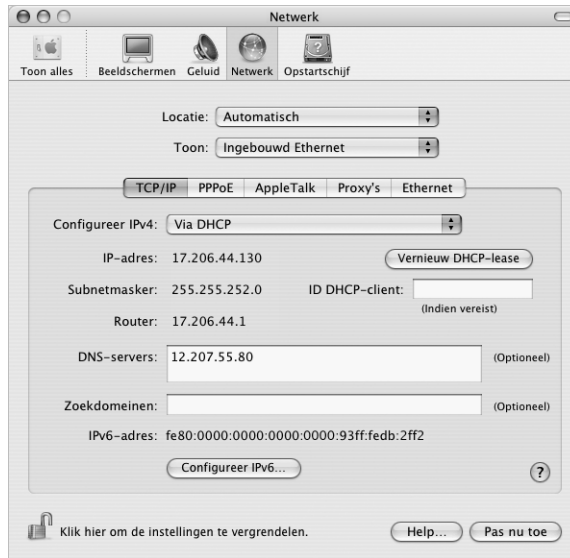 Netwerk
Toon alles Beeldschermen Geluid Netwerk Opstartschijf
Locatie: Automatisch
Toon: Ingebouwd Ethernet
TCP/IP PPPoE AppleTalk Proxy's Ethernet
Configureer IPv4: Via DHCP
IP-adres: 17.206.44.130 Vernieuw DHCP-lease
Subnetmasker: 255.255.252.0 ID DHCP-client:
(Indien vereist)
Router: 17.206.44.1
DNS-servers: 12.207.55.80 (Optioneel)
Zoekdomeinen: (Optioneel)
IPv6-adres: fe80:0000:0000:0000:0000:93ff:fedb:2ff2
Configureer IPv6... ?
Klik hier om de instellingen te vergrendelen. Help... Pas nu toe